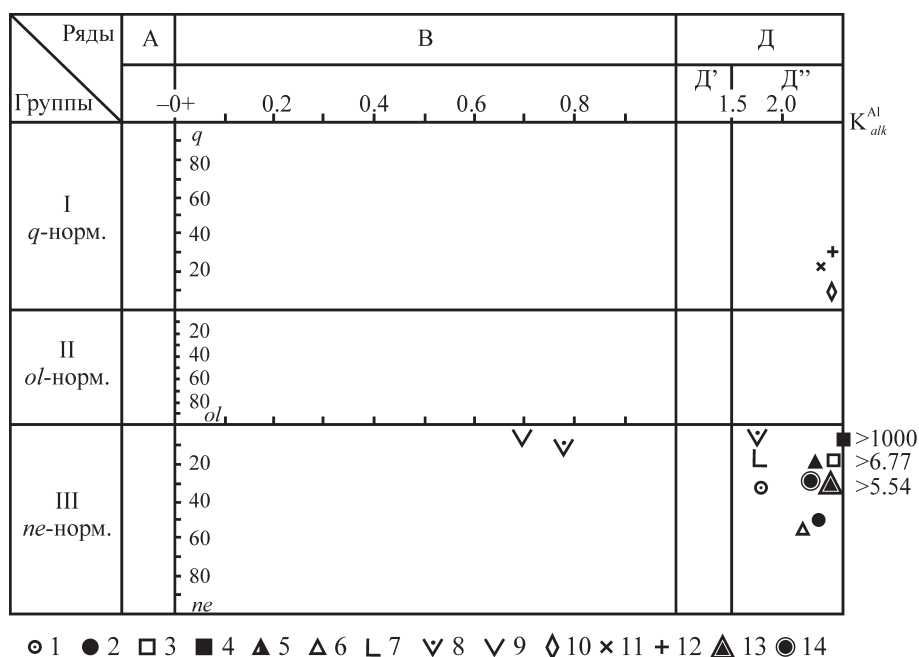 Ряды А В Д
Д’ Д”
Группы –0+ 0.2 0.4 0.6 0.8 1.5 2.0
K Al alk
q
80
60
I
q-норм.
40
20
20
II
40
ol-норм.
60
80
ol
>1000
20 >6.77
40 >5.54
III
ne-норм.
60
80
ne
1 2 3 4 5 6 7 8 9 10 11 12 13 14